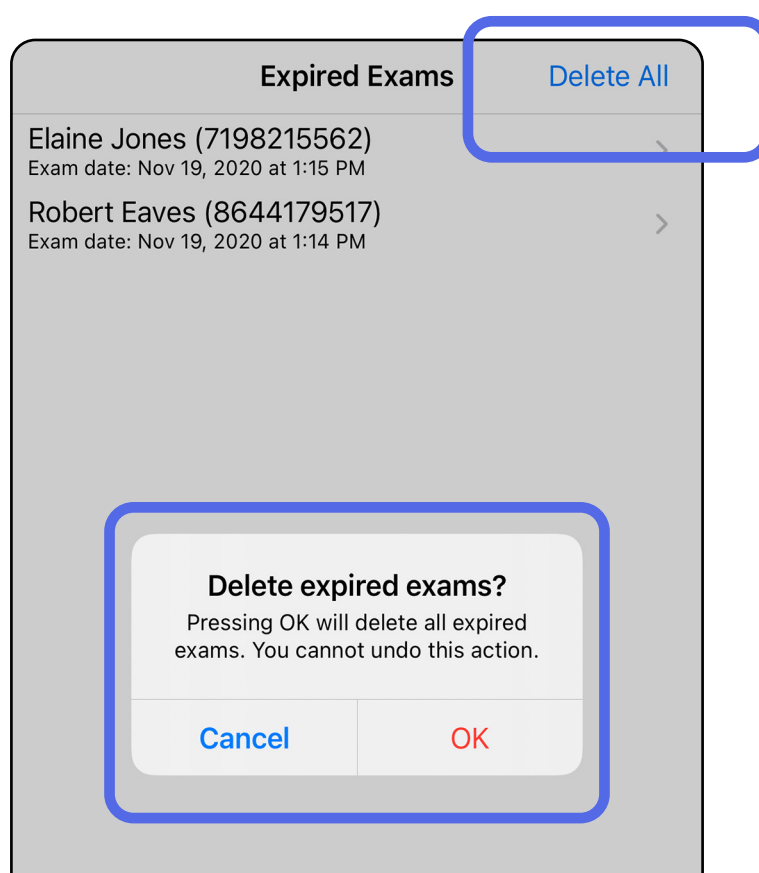 Expired Exams
Delete All
Elaine Jones (7198215562)
Exam date: Nov 19, 2020 at 1:15 PM
Robert Eaves (8644179517)
Exam date: Nov 19, 2020 at 1:14 PM
Delete expired exams?
Pressing OK will delete all expired
exams. You cannot undo this action.
Cancel
OK